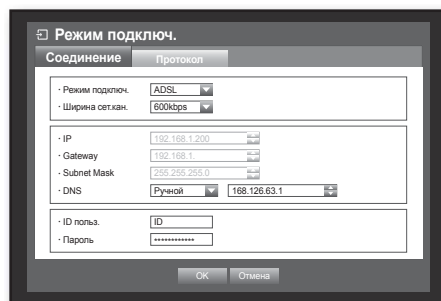 Режим подключ.
Соединение Протокол
· Режим подключ. ADSL
· Ширина сет.кан. 600kbps
· IP 192.168.1.200
· Gateway 192.168.1.
· Subnet Mask 255.255.255.0
· DNS Ручной 168.126.63.1
· ID польз. ID
· Пароль ************
OK Отмена